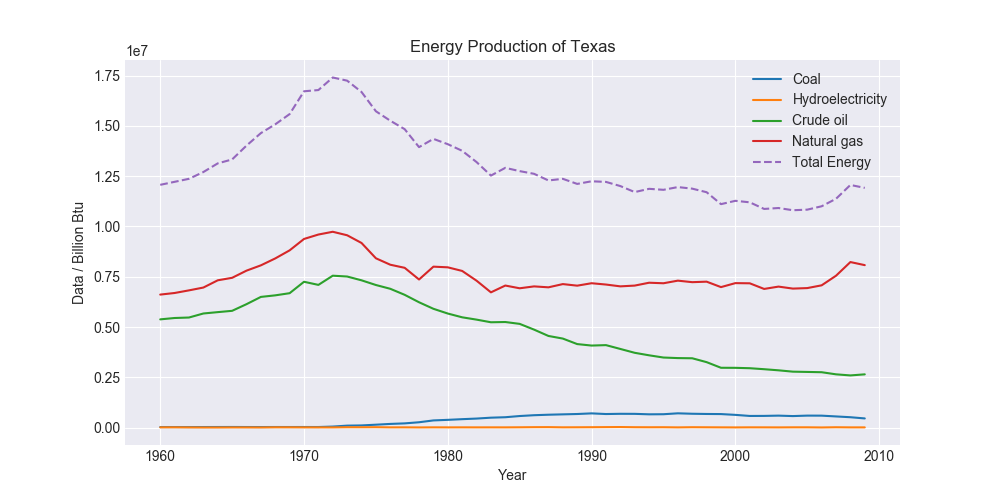 Energy Production of Texas
1e7
1.75
1.50
1.25
1.00
0.75
0.50
0.25
0.00
Data / Billion Btu
Coal
Hydroelectricity
Crude oil
Natural gas
Total Energy
1960 1970 1980 1990 2000 2010
Year